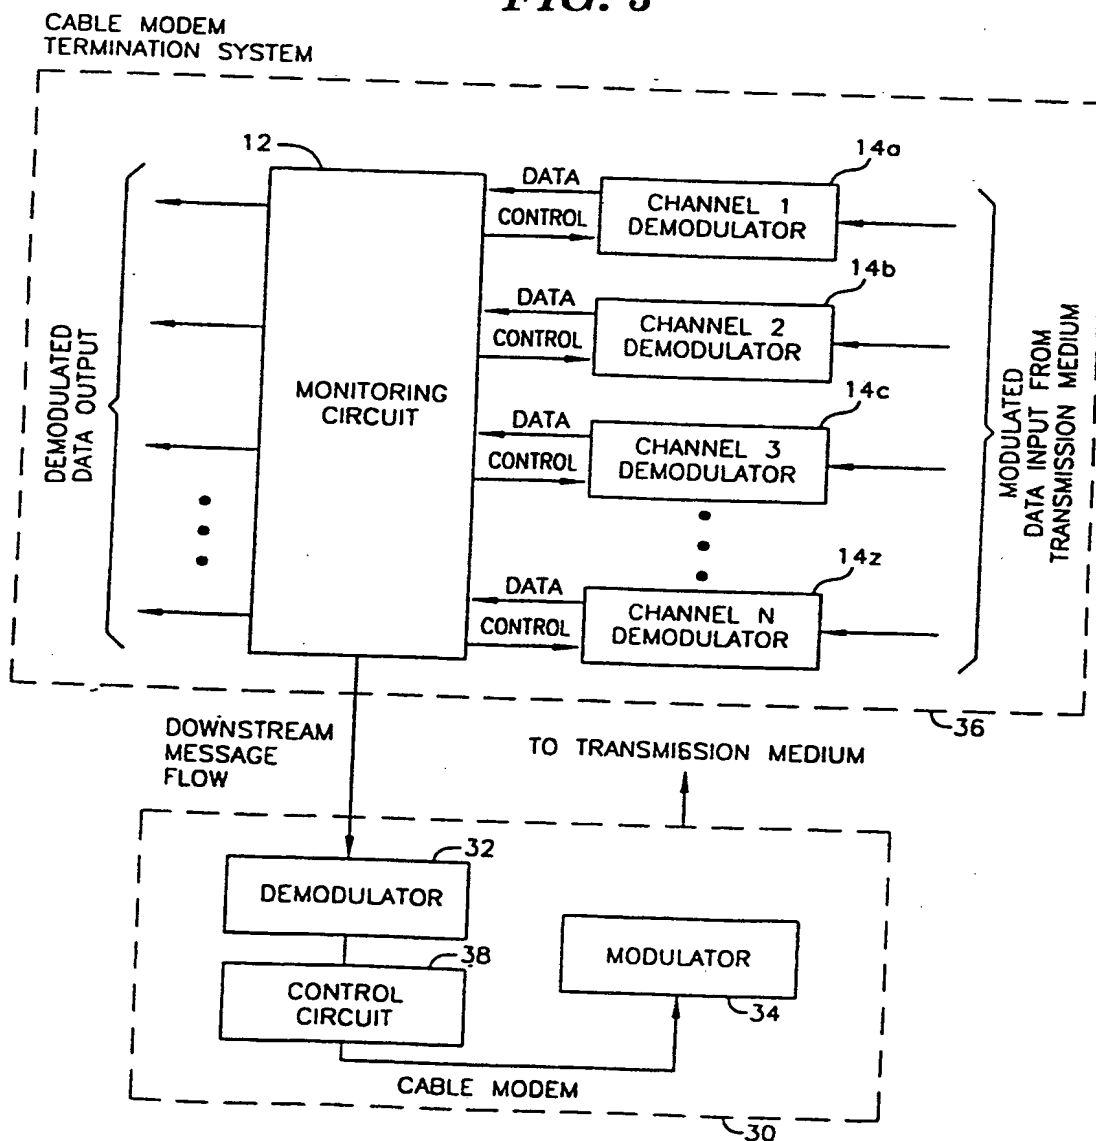 FIG. 3
CABLE MODEM
TERMINATION SYSTEM
12
14a
DATA
CONTROL
CHANNEL 1
DEMODULATOR
14b
DATA
CONTROL
CHANNEL 2
DEMODULATOR
14c
DATA
CONTROL
CHANNEL 3
DEMODULATOR
14z
DATA
CONTROL
CHANNEL N
DEMODULATOR
MONITORING
CIRCUIT
DEMODULATED
DATA OUTPUT
MODULATED
DATA INPUT FROM
TRANSMISSION MEDIUM
36
DOWNSTREAM
MESSAGE
FLOW
TO TRANSMISSION MEDIUM
32
DEMODULATOR
38
CONTROL
CIRCUIT
MODULATOR
34
CABLE MODEM
30